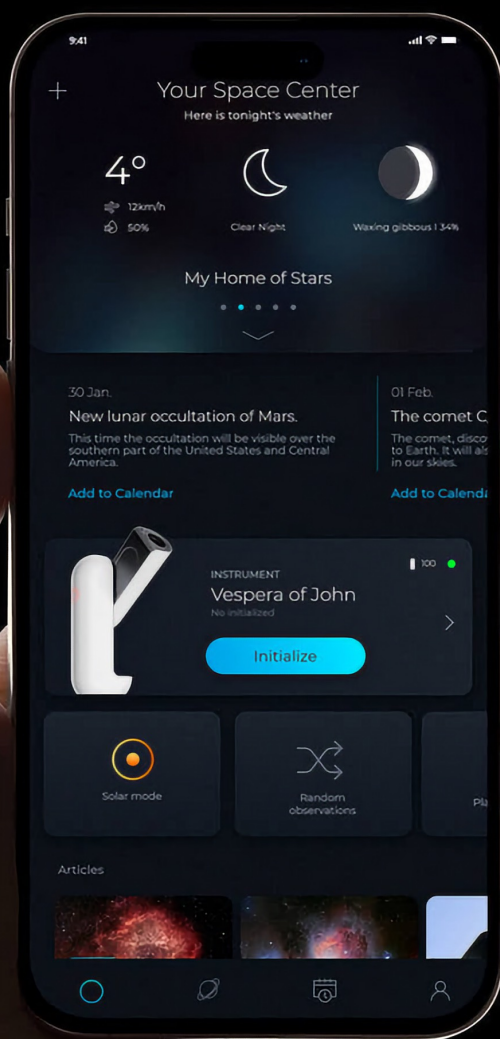 9:41
Your Space Center
Here is tonight's weather
4°
12km/h
50%
Clear Night
Waxing gibbous I 34%
My Home of Stars
30 Jan.
New lunar occultation of Mars.
This time the occultation will be visible over the
southern part of the United States and Central
America.
Add to Calendar
01 Feb.
The comet C
The comet, disco
to Earth. It will als
in our skies.
Add to Calenda
INSTRUMENT
100
Vespera of John
No initialized
Initialize
Solar mode
Random
observations
Pla
Articles